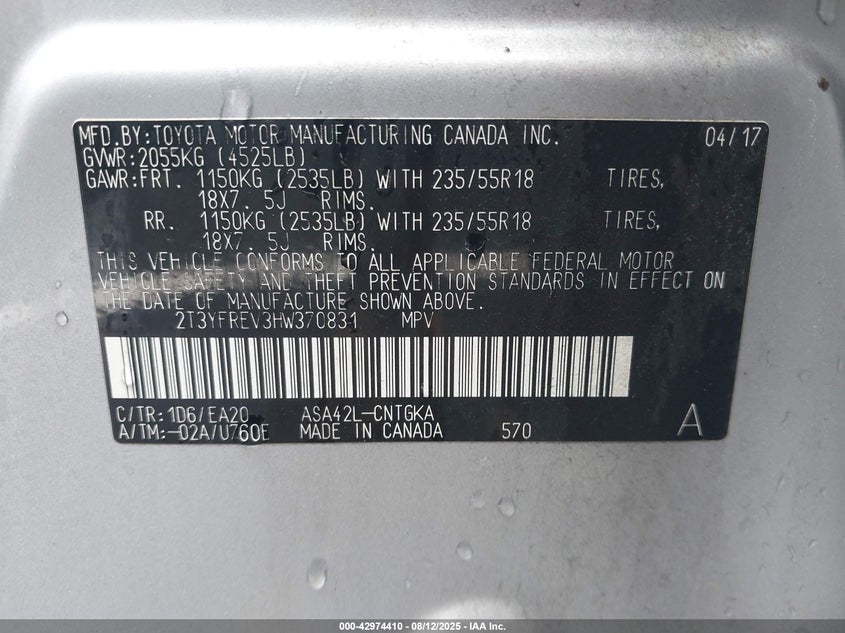 MFD.BY:TOYOTA MOTOR MANUFACTURING CANADA INC. 04/17
GVWR:2055KG (4525LB)
GAWR:FRT. 1150KG (2535LB) WITH 235/55R18 TIRES,
18X7. 5J RIMS.
RR. 1150KG (2535LB) WITH 235/55R18 TIRES,
18X7. 5J RIMS.
THIS VEHICLE CONFORMS TO ALL APPLICABLE FEDERAL MOTOR
VEHICLE SAFETY AND THEFT PREVENTION STANDARDS IN EFFECT ON
THE DATE OF MANUFACTURE SHOWN ABOVE.
2T3YFREV3HW370831 MPV
C/TR:1D6/EA20 ASA42L-CNTGKA
A/TM:-02A/U760E MADE IN CANADA 570 A
000-42974410 - 08/12/2025 - IAA Inc.